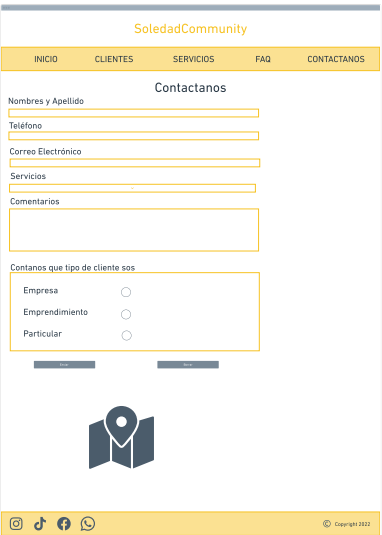 SoledadCommunity
INICIO CLIENTES SERVICIOS FAQ CONTACTANOS
Contactanos
Nombres y Apellido
Teléfono
Correo Electrónico
Servicios
Comentarios
Contanos que tipo de cliente sos
Empresa
Emprendimiento
Particular
© Copyright 2022